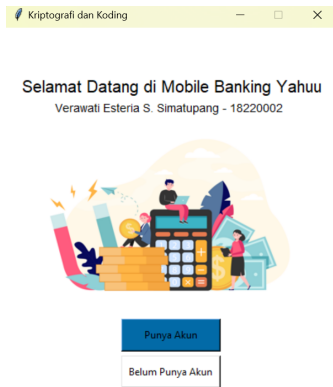 Kriptografi dan Koding
Selamat Datang di Mobile Banking Yahuu
Verawati Esteria S. Simatupang - 18220002
Punya Akun
Belum Punya Akun